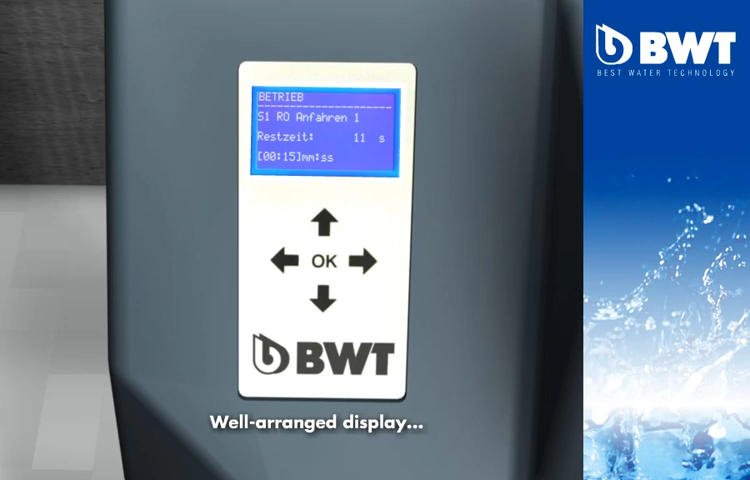 BWT
BEST WATER TECHNOLOGY
BETRIEB
S1 RO Anfahren 1
Restzeit: 11 s
[00:15]mm:ss
OK
BWT
Well-arranged display...